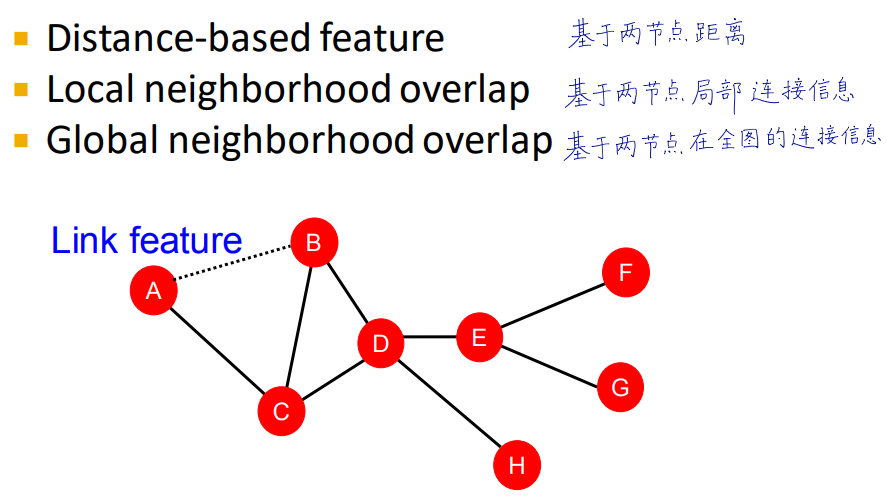 Distance-based feature 基于两节点距离
Local neighborhood overlap 基于两节点局部连接信息
Global neighborhood overlap 基于两节点在全图的连接信息
Link feature
B
A
F
D
E
G
C
H